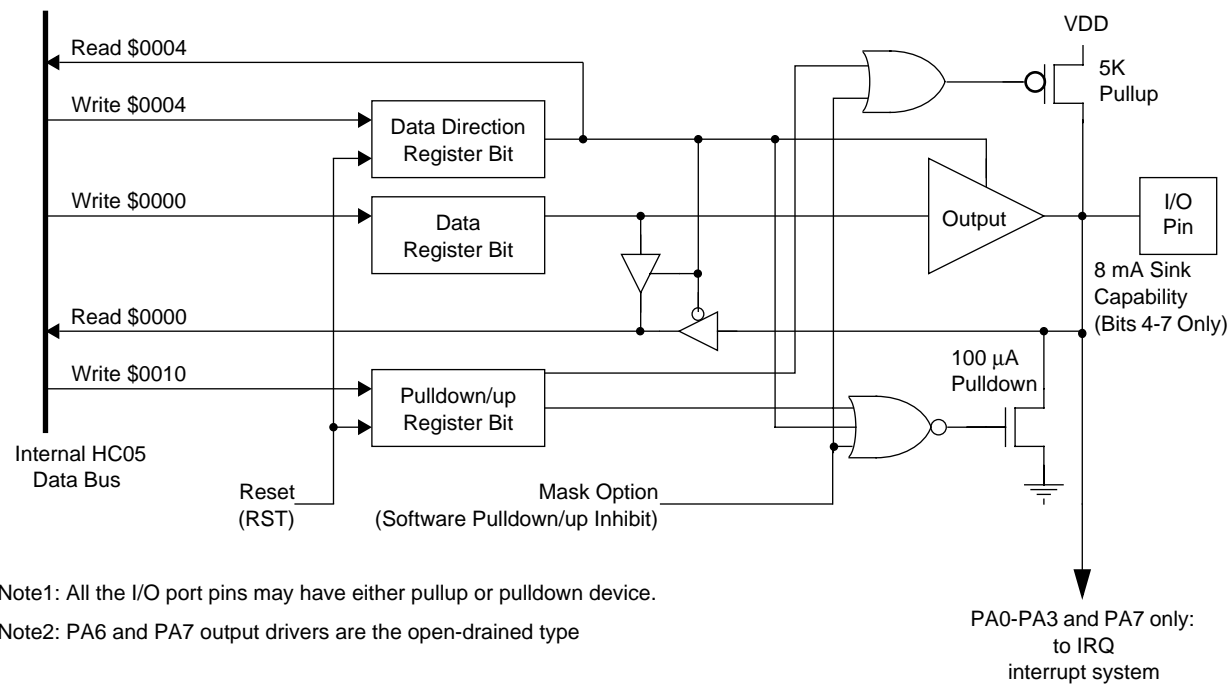 VDD
5K
Pullup
Read $0004
Write $0004
Data Direction
Register Bit
Write $0000
Data
Register Bit
Output
I/O
Pin
8 mA Sink
Capability
(Bits 4-7 Only)
Read $0000
100 μA
Pulldown
Write $0010
Pulldown/up
Register Bit
Internal HC05
Data Bus
Reset
(RST)
Mask Option
(Software Pulldown/up Inhibit)
Note1: All the I/O port pins may have either pullup or pulldown device.
Note2: PA6 and PA7 output drivers are the open-drained type
PA0-PA3 and PA7 only:
to IRQ
interrupt system